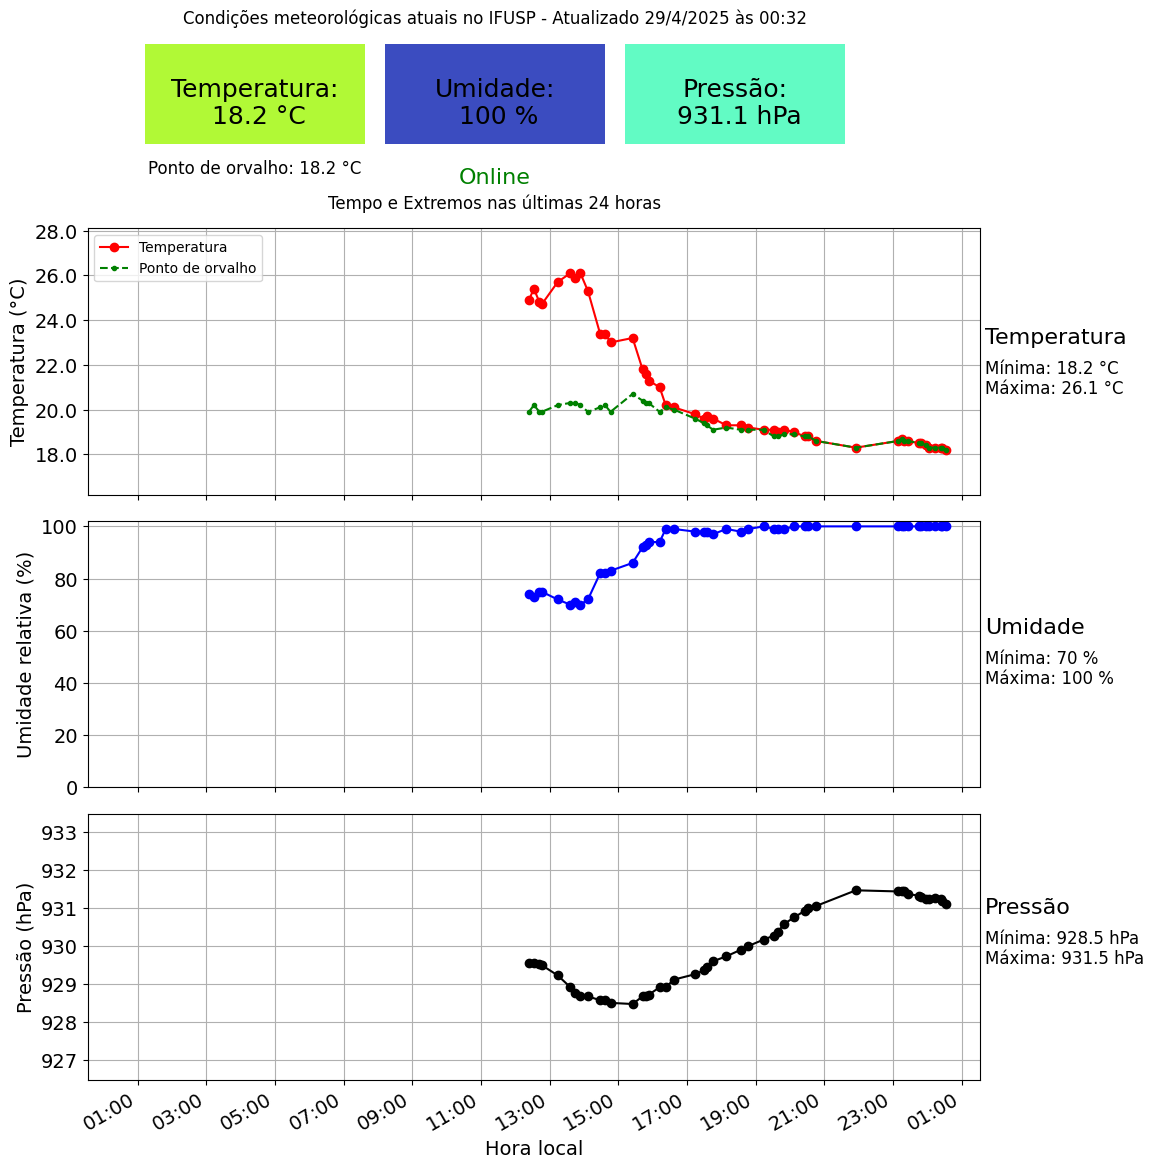 Condições meteorológicas atuais no IFUSP - Atualizado 29/4/2025 às 00:32
Temperatura:
18.2 °C
Umidade:
100 %
Pressão:
931.1 hPa
Ponto de orvalho: 18.2 °C
Online
Tempo e Extremos nas últimas 24 horas
Temperatura (°C)
28.0
26.0
24.0
22.0
20.0
18.0
Temperatura
Ponto de orvalho
Temperatura
Mínima: 18.2 °C
Máxima: 26.1 °C
Umidade relativa (%)
100
80
60
40
20
0
Umidade
Mínima: 70 %
Máxima: 100 %
Pressão (hPa)
933
932
931
930
929
928
927
Pressão
Mínima: 928.5 hPa
Máxima: 931.5 hPa
01:00
03:00
05:00
07:00
09:00
11:00
13:00
15:00
17:00
19:00
21:00
23:00
01:00
Hora local